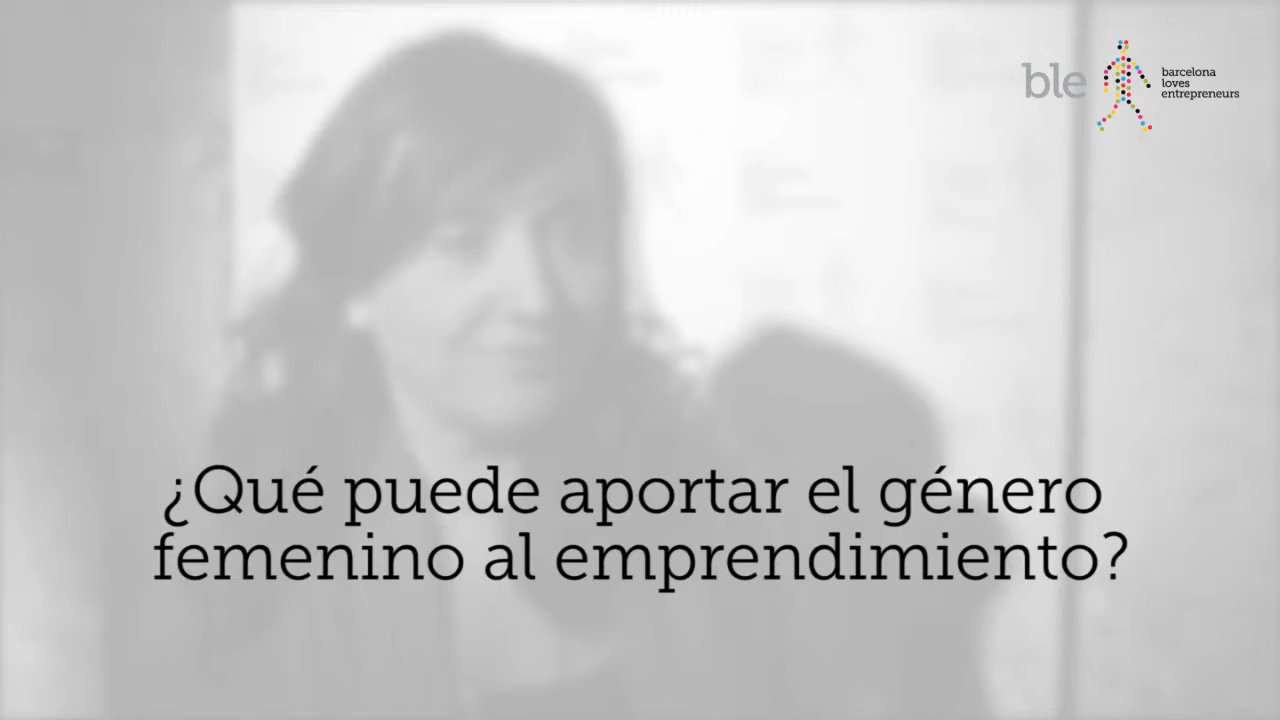 ble
barcelona
loves
entrepreneurs
¿Qué puede aportar el género
femenino al emprendimiento?